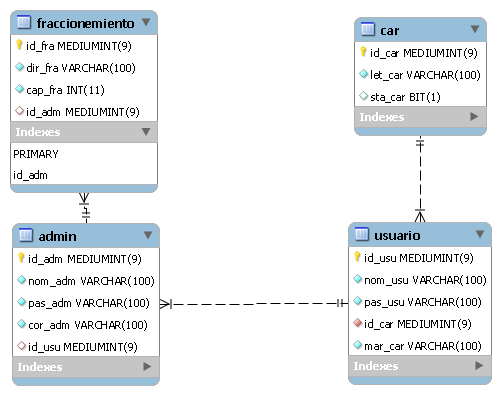 fraccionemiento
id_fra MEDIUMINT(9)
dir_fra VARCHAR(100)
cap_fra INT(11)
id_adm MEDIUMINT(9)
Indexes
PRIMARY
id_adm
car
id_car MEDIUMINT(9)
let_car VARCHAR(100)
sta_car BIT(1)
Indexes
admin
id_adm MEDIUMINT(9)
nom_adm VARCHAR(100)
pas_adm VARCHAR(100)
cor_adm VARCHAR(100)
id_usu MEDIUMINT(9)
Indexes
usuario
id_usu MEDIUMINT(9)
nom_usu VARCHAR(100)
pas_usu VARCHAR(100)
id_car MEDIUMINT(9)
mar_car VARCHAR(100)
Indexes